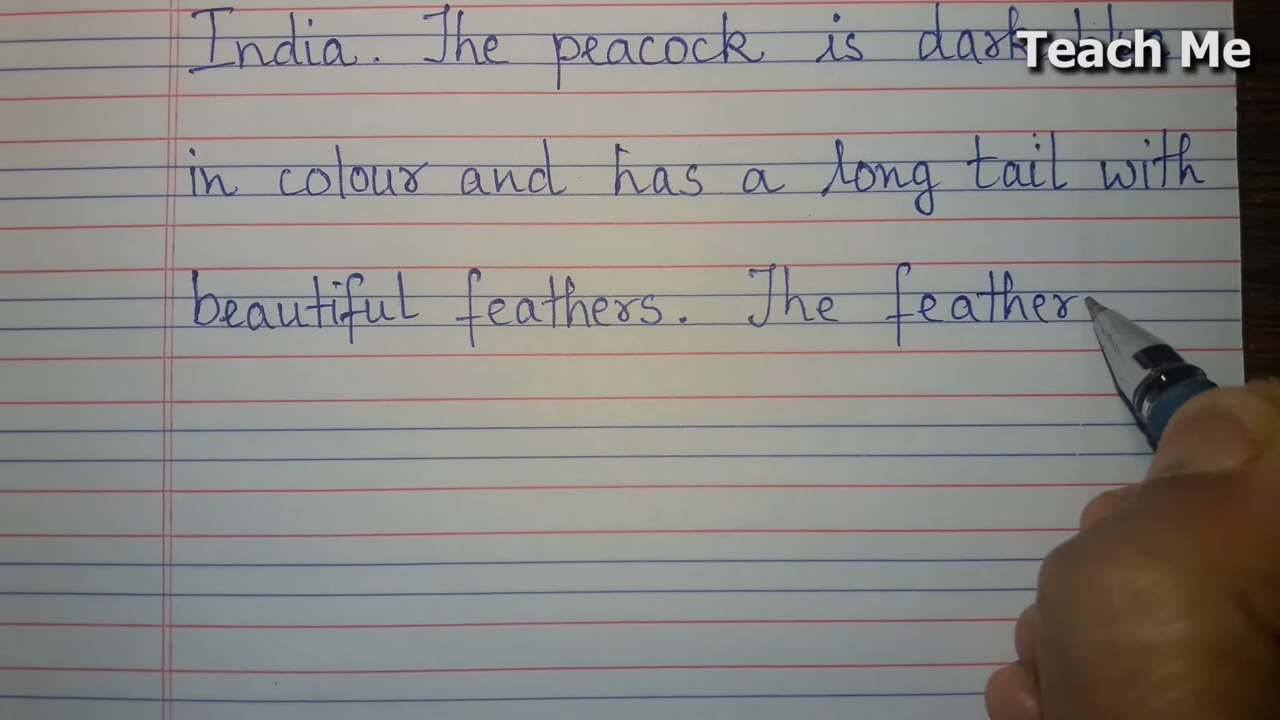 India. The peacock is dark
Teach Me
in colour and has a long tail with
beautiful feathers. The feather